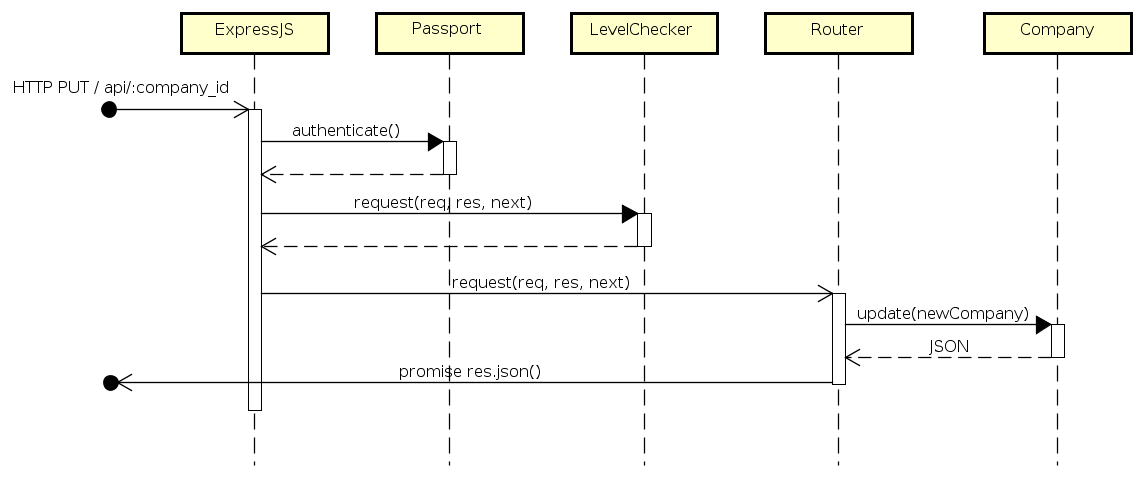 ExpressJS
Passport
LevelChecker
Router
Company
HTTP PUT / api/:company_id
authenticate()
request(req, res, next)
request(req, res, next)
update(newCompany)
JSON
promise res.json()